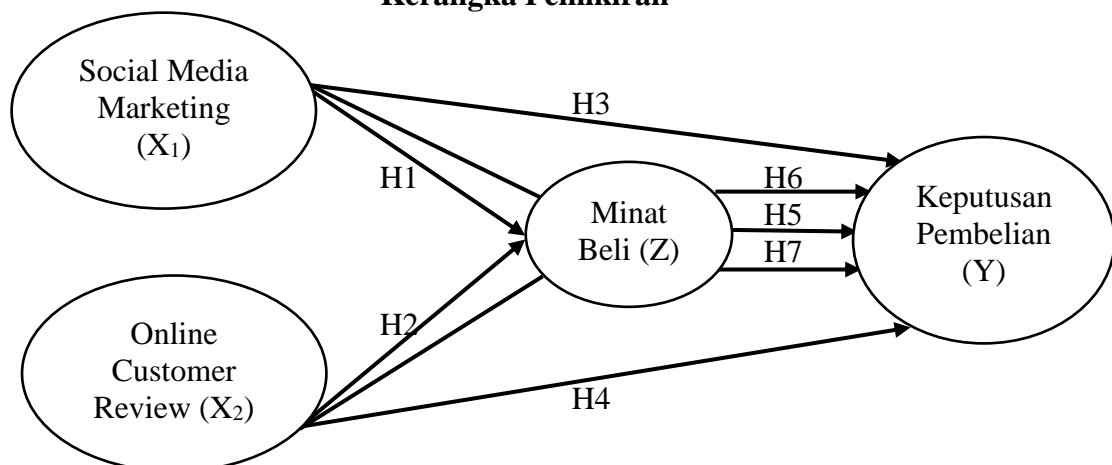 Kerangka Pemikiran
Social Media
Marketing
(X₁)
H3
H1
H6
Minat
Beli (Z)
H5
H7
Keputusan
Pembelian
(Y)
H2
Online
Customer
Review (X₂)
H4